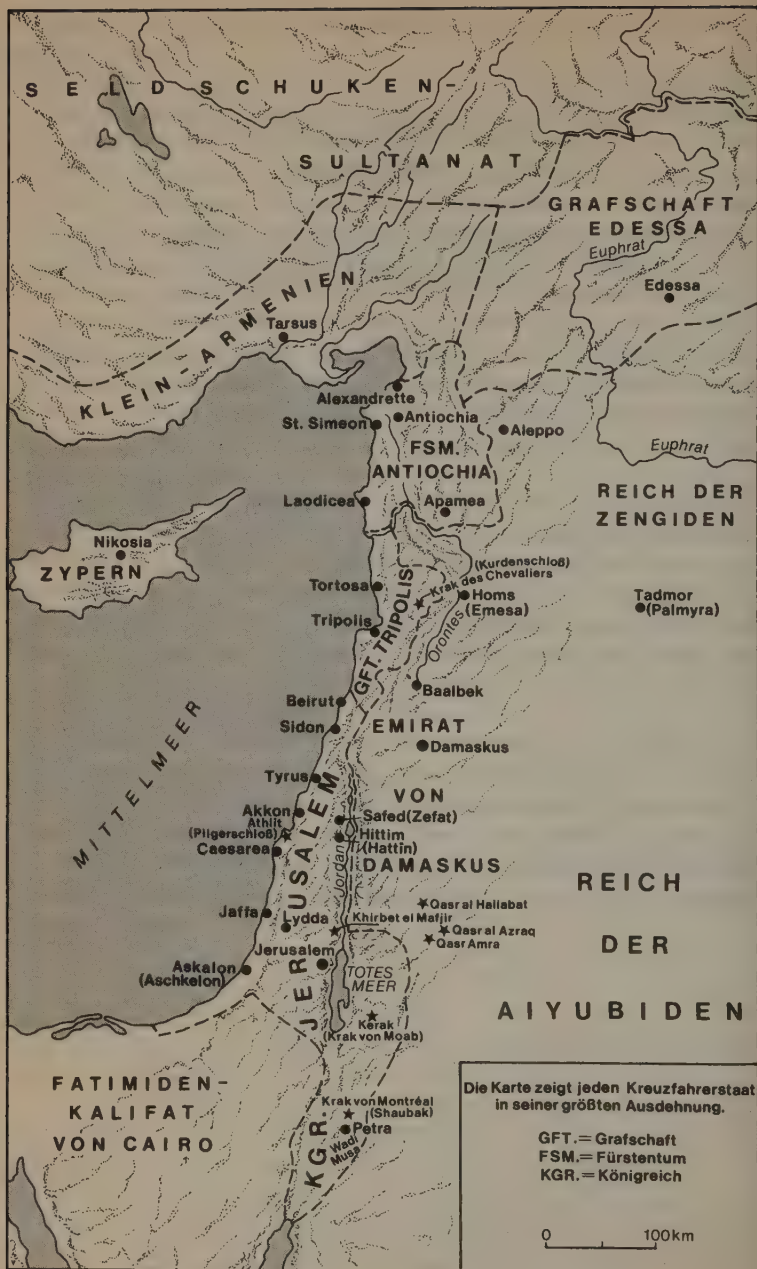 SELDSCHUKEN-
SULTANAT
GRAFSCHAFT
EDESSA
Euphrat
Edessa
KLEIN-ARMENIEN
Tarsus
Alexandrette
Antiochia
St. Simeon
Aleppo
FSM.
ANTIOCHIA
Euphrat
Laodicea
Apamea
REICH DER
ZENGIDEN
Nikosia
ZYPERN
(Kurdenschloß)
Krak des Chevaliers
Tortosa
Homs
(Emesa)
Tadmor
(Palmyra)
Tripolis
GFT. TRIPOLIS
Orontes
Baalbek
Beirut
Sidon
EMIRAT
Damaskus
MITTELMEER
Tyrus
VON
Akkon
Athlit
(Pilgerschloß)
Safed (Zefat)
Hittim
(Hattin)
Caesarea
Jordan
DAMASKUS
REICH
Qasr al Hallabat
Jaffa
Lydda
Khirbet el Mafjir
Qasr al Azraq
Qasr Amra
DER
Jerusalem
Askalon
(Aschkelon)
TOTES
MEER
AIYUBIDEN
Kerak
(Krak von Moab)
KGR. JERUSALEM
FATIMIDEN-
KALIFAT
VON CAIRO
Krak von Montréal
(Shaubak)
Petra
Wadi
Musa
Die Karte zeigt jeden Kreuzfahrerstaat
in seiner größten Ausdehnung.
GFT. = Grafschaft
FSM. = Fürstentum
KGR. = Königreich
0 100km